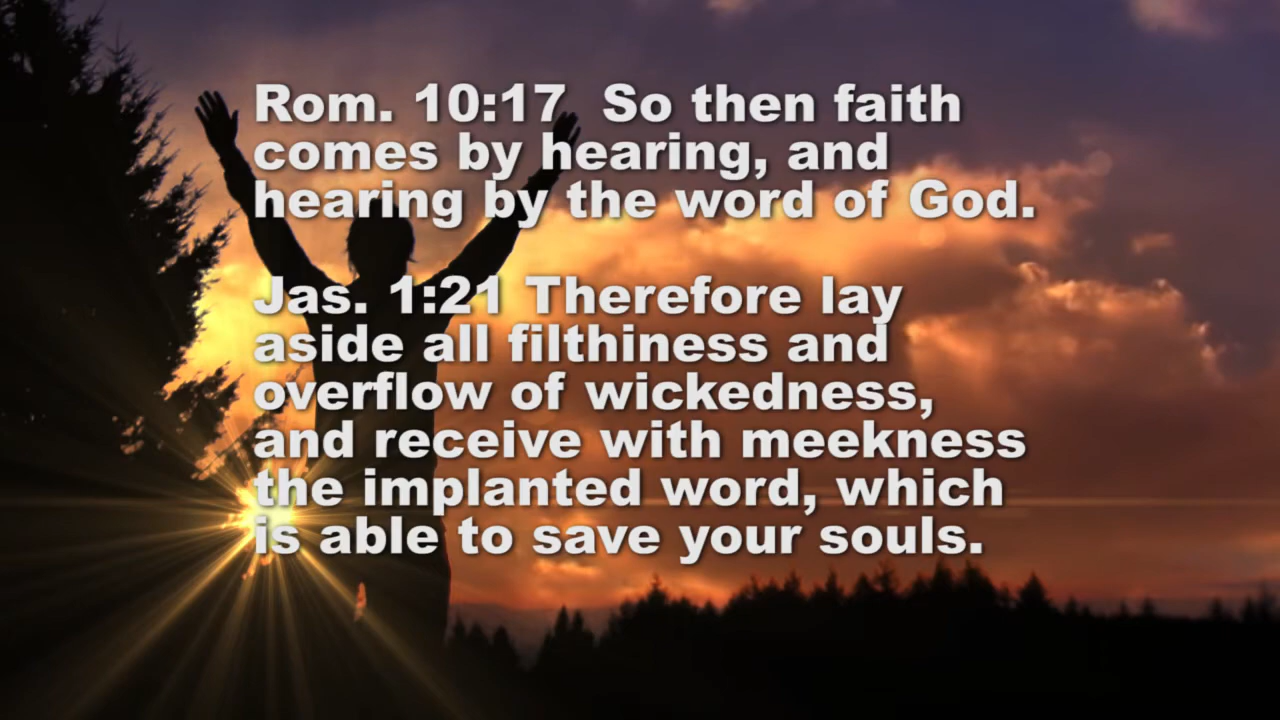 Rom. 10:17  So then faith
comes by hearing, and
hearing by the word of God.
Jas. 1:21 Therefore lay
aside all filthiness and
overflow of wickedness,
and receive with meekness
the implanted word, which
is able to save your souls.